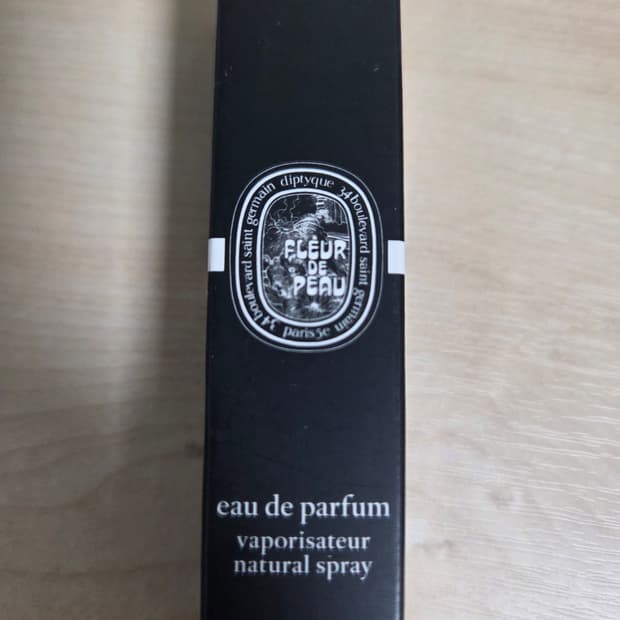 diptyque 34 boulevard saint germain paris 5e 34 boulevard saint germain
FLEUR
DE
PEAU
eau de parfum
vaporisateur
natural spray